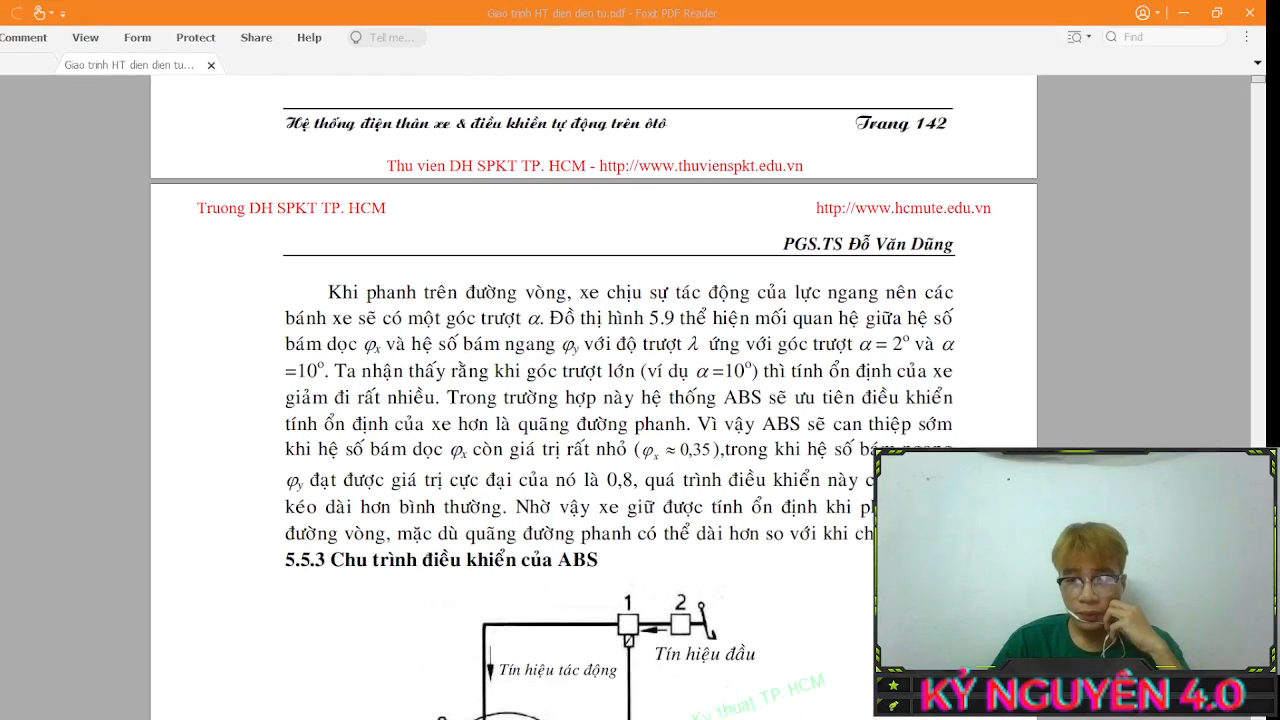 Giao trinh HT dien dien tu.pdf - Foxit PDF Reader
Comment View Form Protect Share Help Tell me... Find
Giao trinh HT dien dien tu...
Hệ thống điện thân xe & điều khiển tự động trên ôtô Trang 142
Thu vien DH SPKT TP. HCM - http://www.thuvienspkt.edu.vn
Truong DH SPKT TP. HCM http://www.hcmute.edu.vn
PGS.TS Đỗ Văn Dũng
Khi phanh trên đường vòng, xe chịu sự tác động của lực ngang nên các
bánh xe sẽ có một góc trượt α. Đồ thị hình 5.9 thể hiện mối quan hệ giữa hệ số
bám dọc φx và hệ số bám ngang φy với độ trượt λ ứng với góc trượt α = 2° và α
=10°. Ta nhận thấy rằng khi góc trượt lớn (ví dụ α =10°) thì tính ổn định của xe
giảm đi rất nhiều. Trong trường hợp này hệ thống ABS sẽ ưu tiên điều khiển
tính ổn định của xe hơn là quãng đường phanh. Vì vậy ABS sẽ can thiệp sớm
khi hệ số bám dọc φx còn giá trị rất nhỏ (φx ≈ 0,35),trong khi hệ số bám ngang
φy đạt được giá trị cực đại của nó là 0,8, quá trình điều khiển này
kéo dài hơn bình thường. Nhờ vậy xe giữ được tính ổn định khi
đường vòng, mặc dù quãng đường phanh có thể dài hơn so với khi
5.5.3 Chu trình điều khiển của ABS
1 2
Tín hiệu đầu
Tín hiệu tác động
Kỹ thuật TP. HCM
KỶ NGUYÊN 4.0